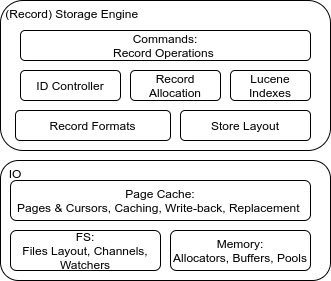 (Record) Storage Engine
Commands:
Record Operations
ID Controller
Record
Allocation
Lucene
Indexes
Record Formats
Store Layout
IO
Page Cache:
Pages & Cursors, Caching, Write-back, Replacement
FS:
Files Layout, Channels,
Watchers
Memory:
Allocators, Buffers, Pools